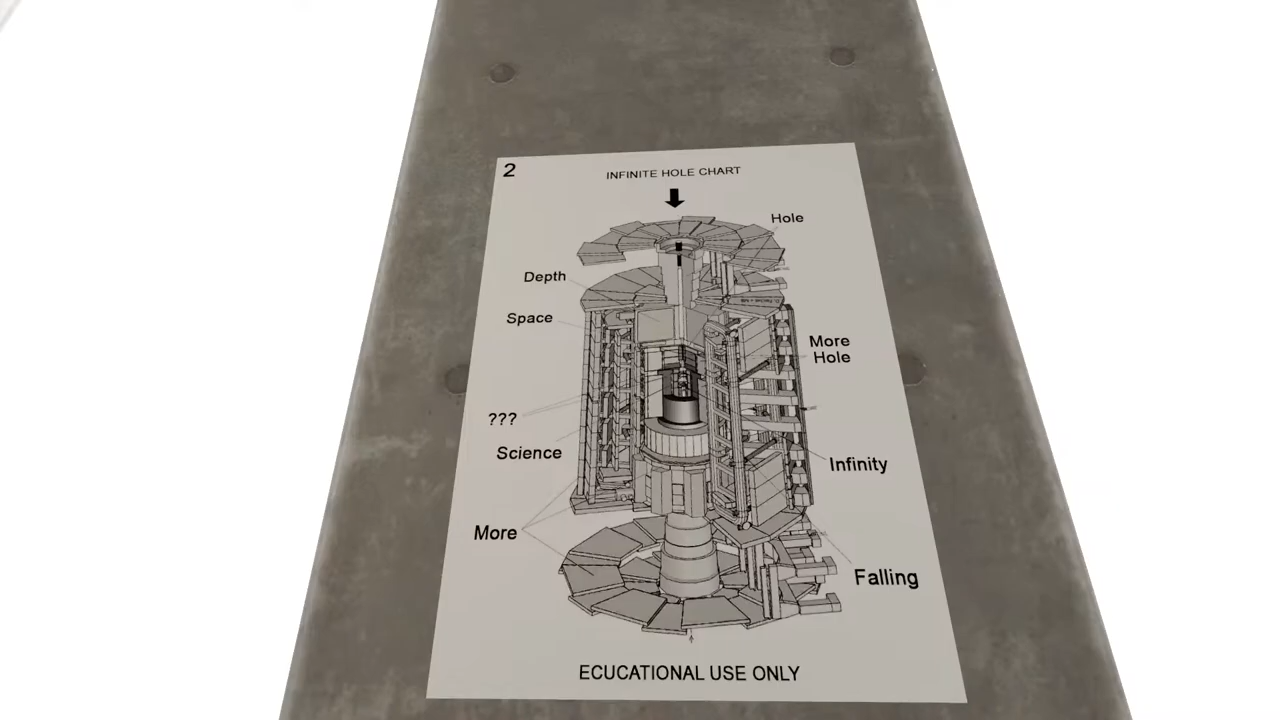 2
INFINITE HOLE CHART
Hole
Depth
Space
More
Hole
???
Science
Infinity
More
Falling
ECUCATIONAL USE ONLY